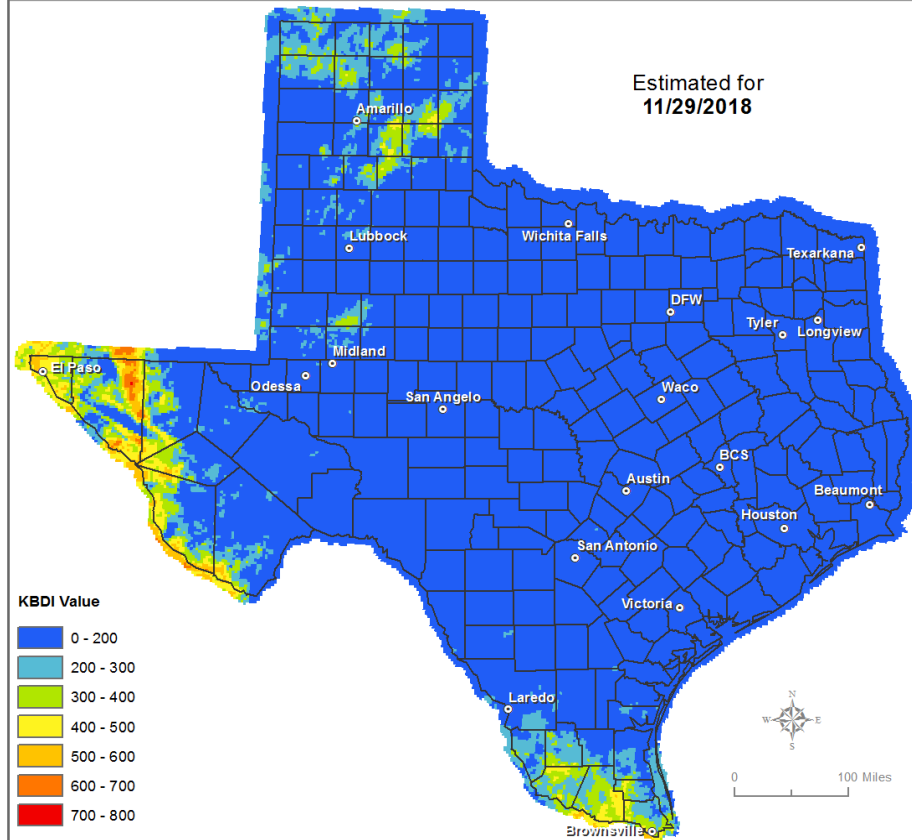 Estimated for
11/29/2018
Amarillo
Wichita Falls
Lubbock
Texarkana
DFW
Tyler
Longview
Midland
El Paso
Odessa
San Angelo
Waco
BCS
Austin
Beaumont
Houston
San Antonio
Victoria
KBDI Value
0 - 200
200 - 300
300 - 400
400 - 500
500 - 600
600 - 700
700 - 800
Laredo
N
W
E
S
0 100 Miles
Brownsville